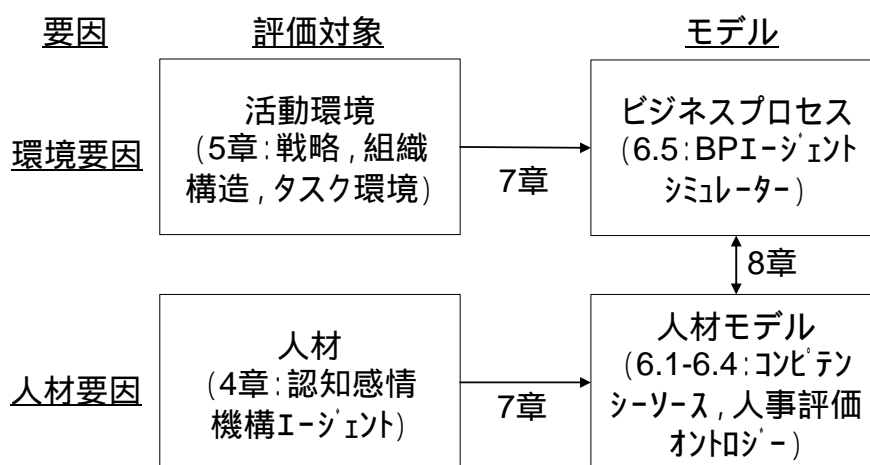 要因
評価対象
モデル
環境要因
活動環境
(5章:戦略,組織
構造,タスク環境)
7章
ビジネスプロセス
(6.5:BPエージェント
シミュレーター)
8章
人材要因
人材
(4章:認知感情
機構エージェント)
7章
人材モデル
(6.1-6.4:コンピテン
シーソース,人事評価
オントロジー)